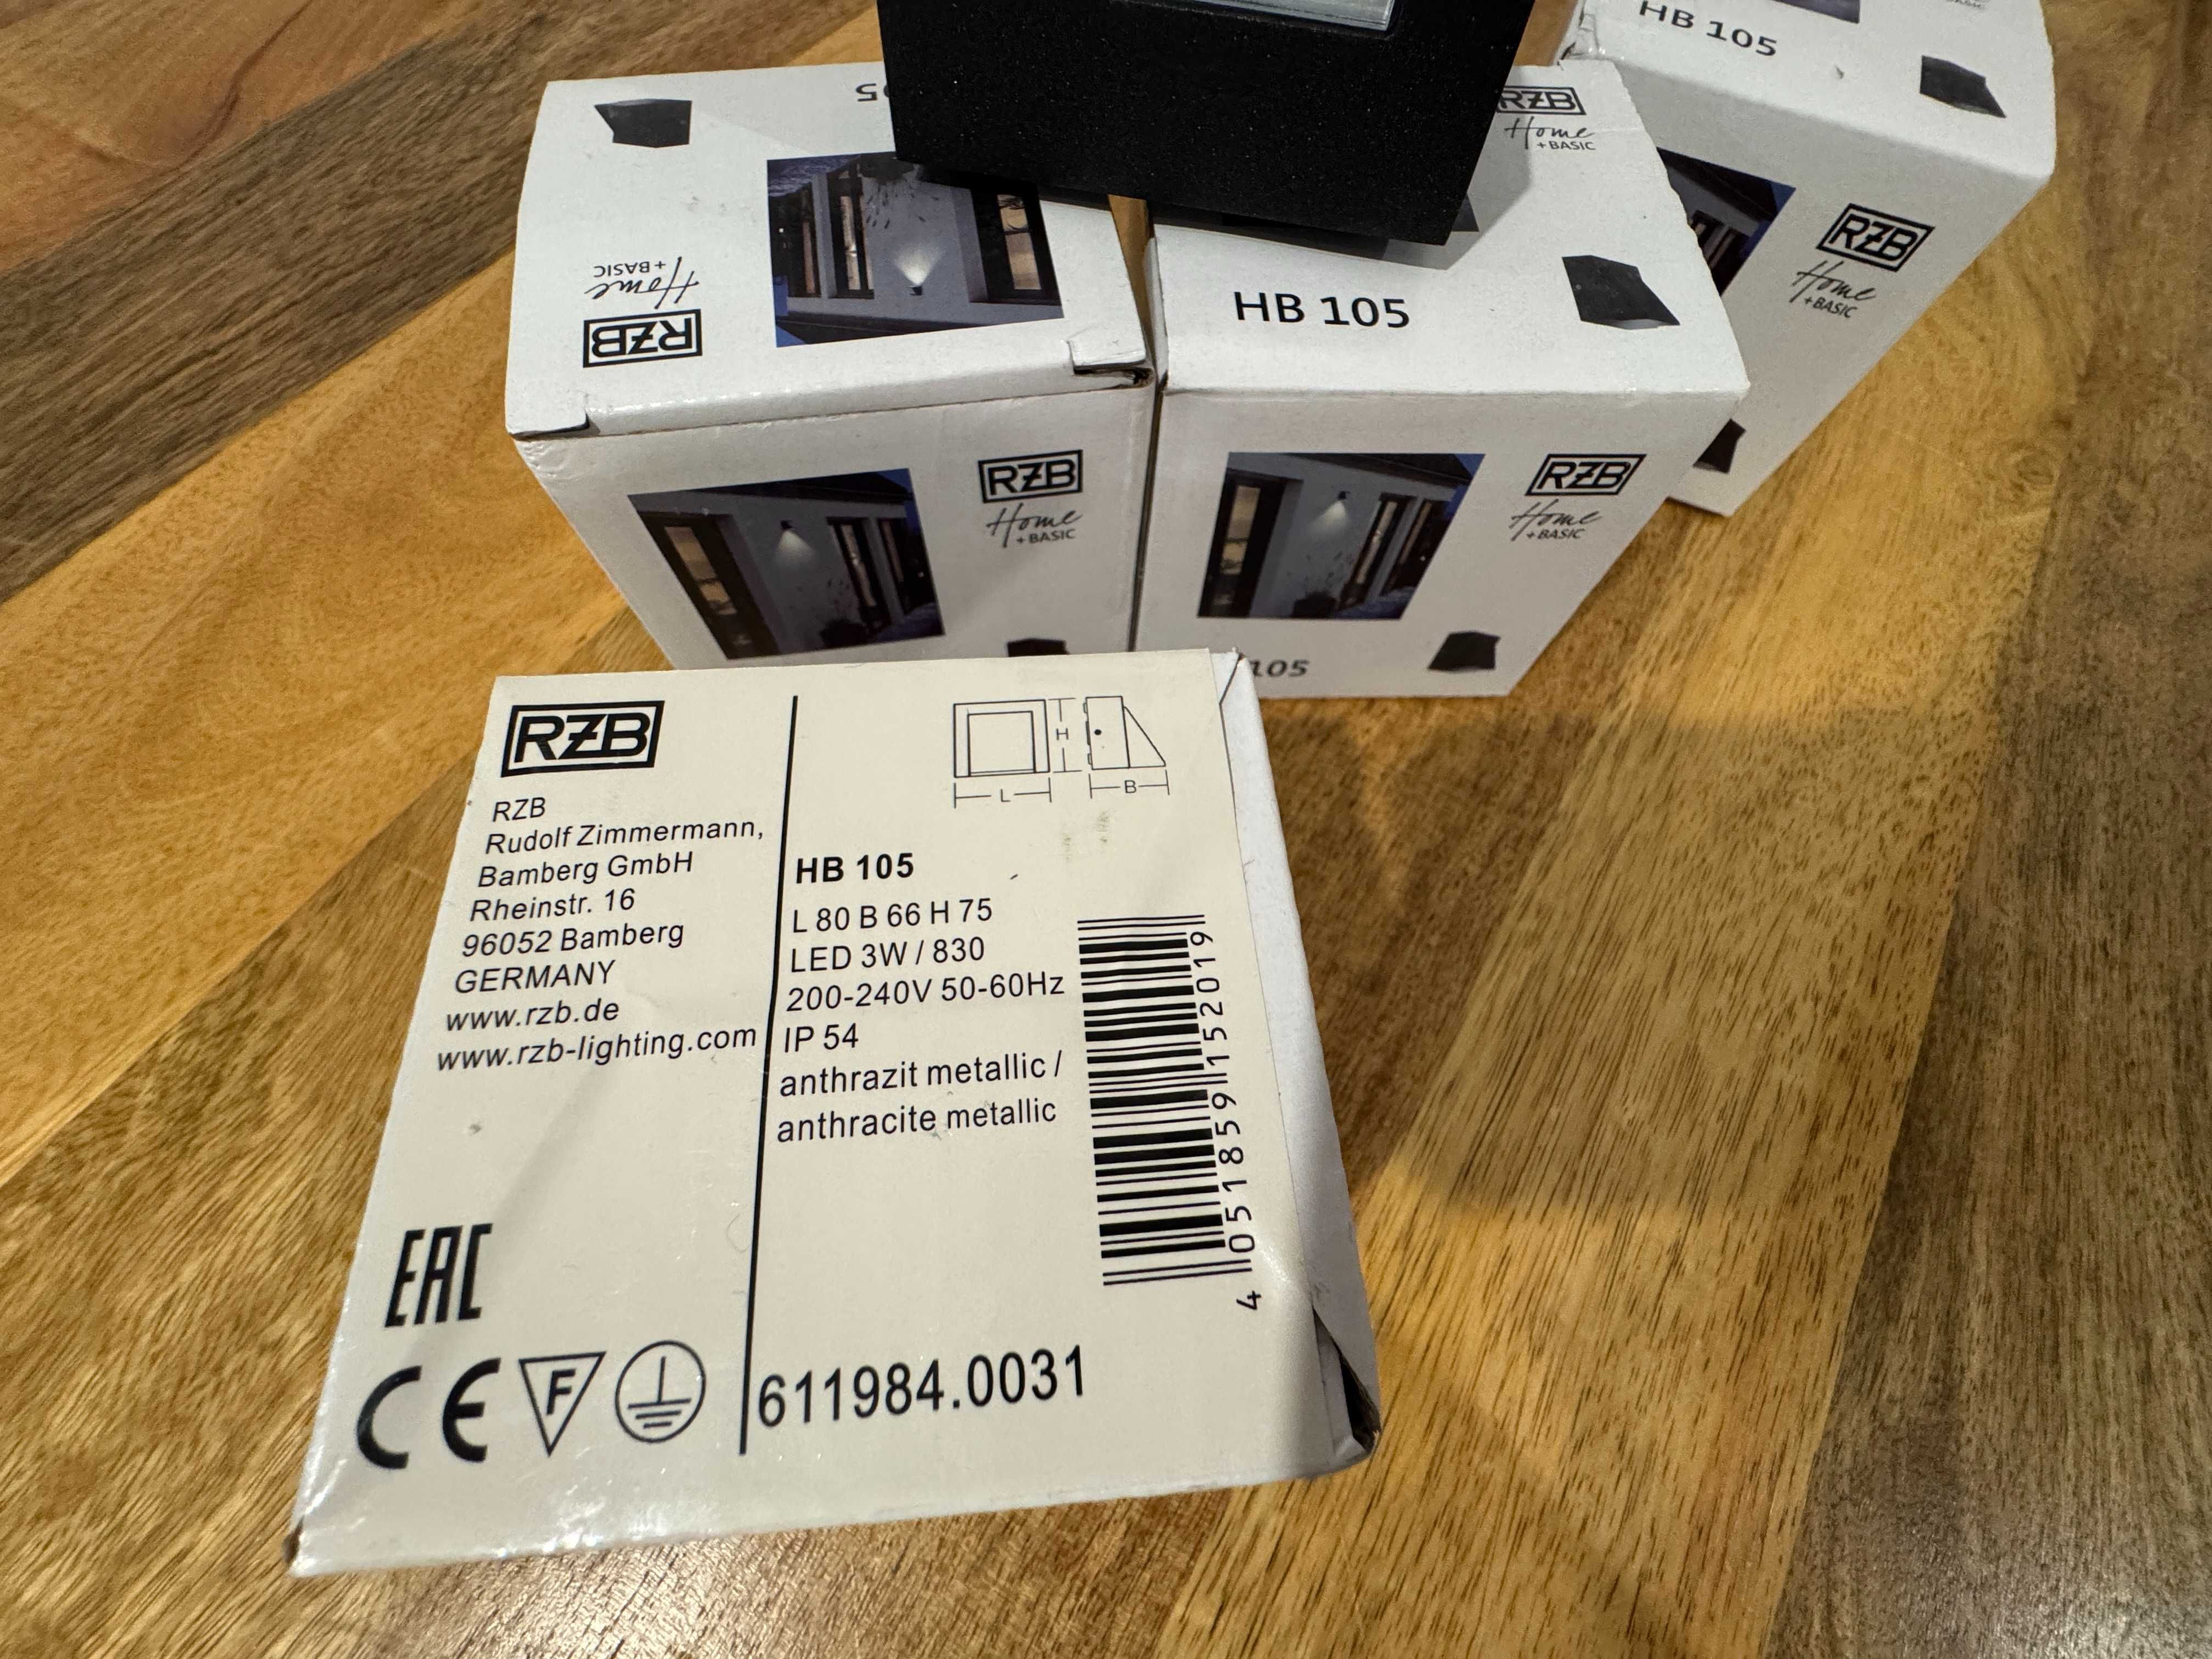 HB 105
RZB
Home
+BASIC
RZB
Home
+BASIC
RZB
Home
+BASIC
HB 105
RZB
Home
+BASIC
RZB
Home
+BASIC
105
RZB
RZB
Rudolf Zimmermann,
Bamberg GmbH
Rheinstr. 16
96052 Bamberg
GERMANY
www.rzb.de
www.rzb-lighting.com
EAC
CE F
H
L
B
HB 105
L 80 B 66 H 75
LED 3W / 830
200-240V 50-60Hz
IP 54
anthrazit metallic /
anthracite metallic
4 051859 152019
611984.0031